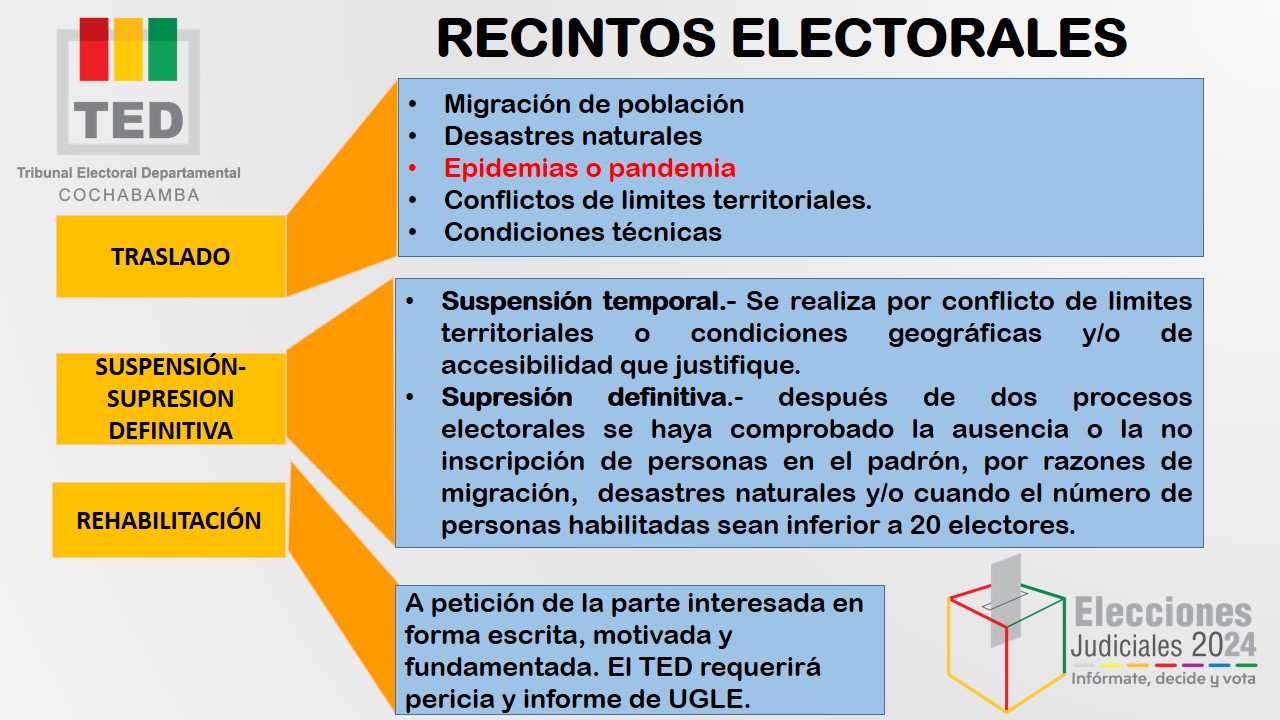 RECINTOS ELECTORALES
TED
Tribunal Electoral Departamental
COCHABAMBA
TRASLADO
• Migración de población
• Desastres naturales
• Epidemias o pandemia
• Conflictos de limites territoriales.
• Condiciones técnicas
SUSPENSIÓN-
SUPRESION
DEFINITIVA
• Suspensión temporal.- Se realiza por conflicto de limites
territoriales o condiciones geográficas y/o de
accesibilidad que justifique.
• Supresión definitiva.- después de dos procesos
electorales se haya comprobado la ausencia o la no
inscripción de personas en el padrón, por razones de
migración, desastres naturales y/o cuando el número de
personas habilitadas sean inferior a 20 electores.
REHABILITACIÓN
A petición de la parte interesada en
forma escrita, motivada y
fundamentada. El TED requerirá
pericia y informe de UGLE.
Elecciones
Judiciales 2024
Infórmate, decide y vota